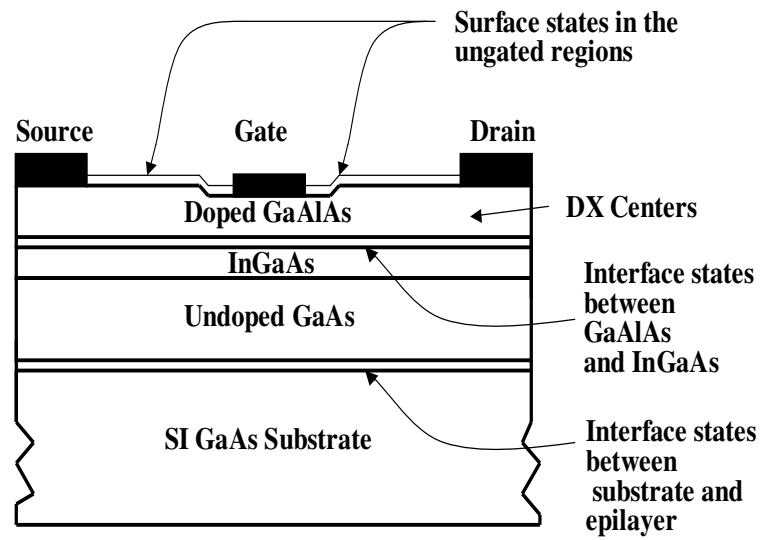 Surface states in the
ungated regions
Source
Gate
Drain
Doped GaAlAs
DX Centers
InGaAs
Interface states
between
GaAlAs
and InGaAs
Undoped GaAs
SI GaAs Substrate
Interface states
between
substrate and
epilayer